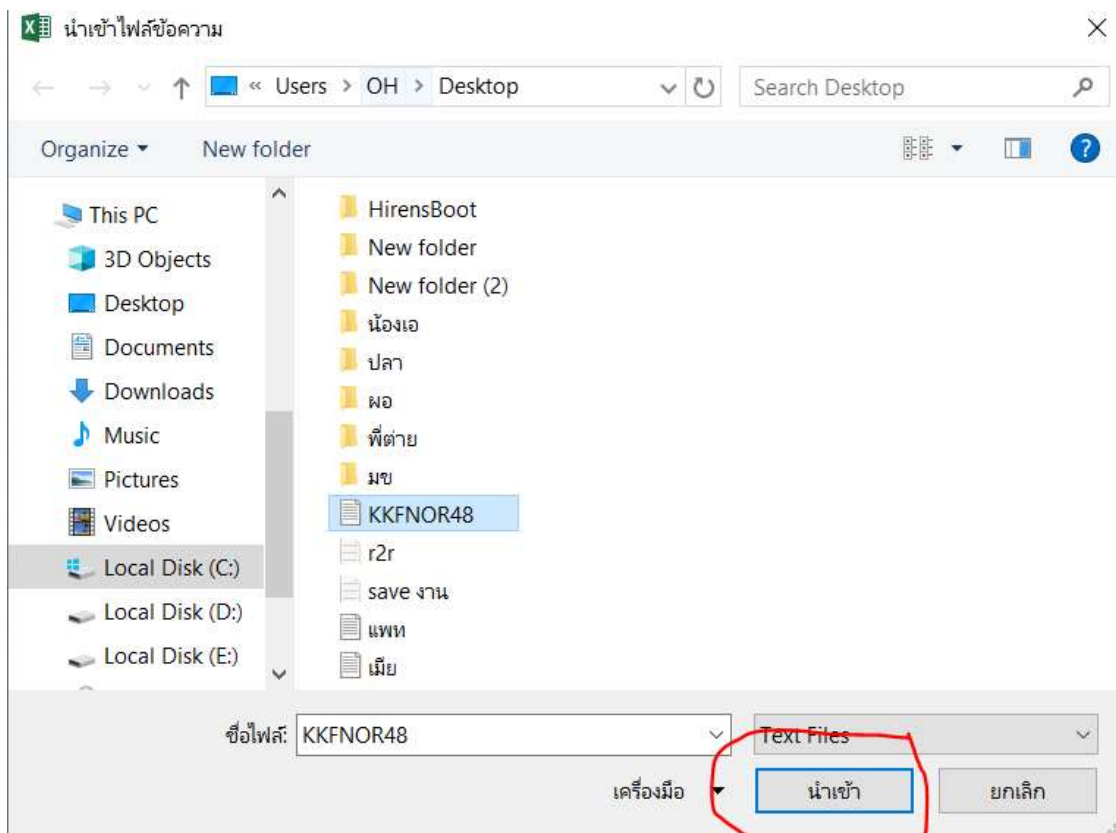 นำเข้าไฟล์ข้อความ
« Users > OH > Desktop
Search Desktop
Organize
New folder
This PC
3D Objects
Desktop
Documents
Downloads
Music
Pictures
Videos
Local Disk (C:)
Local Disk (D:)
Local Disk (E:)
HirensBoot
New folder
New folder (2)
น้องเอ
ปลา
ผอ
พี่ต่าย
มข
KKFNOR48
r2r
save งาน
แพท
เมีย
ชื่อไฟล์: KKFNOR48
Text Files
เครื่องมือ
นำเข้า
ยกเลิก